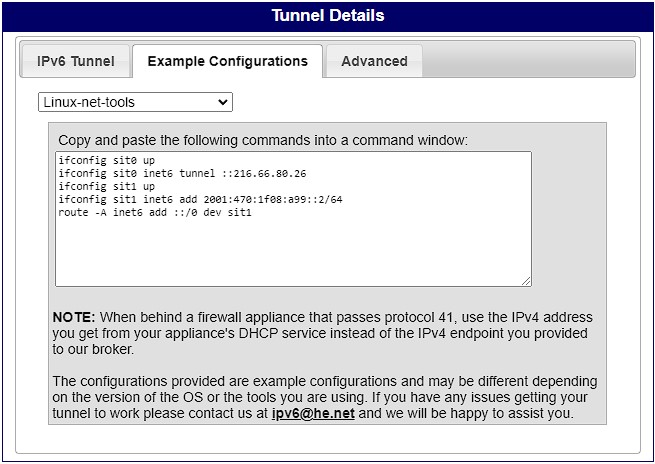 Tunnel Details
IPv6 Tunnel
Example Configurations
Advanced
Linux-net-tools
Copy and paste the following commands into a command window:
ifconfig sit0 up
ifconfig sit0 inet6 tunnel ::216.66.80.26
ifconfig sit1 up
ifconfig sit1 inet6 add 2001:470:1f08:a99::2/64
route -A inet6 add ::/0 dev sit1
NOTE: When behind a firewall appliance that passes protocol 41, use the IPv4 address
you get from your appliance's DHCP service instead of the IPv4 endpoint you provided
to our broker.
The configurations provided are example configurations and may be different depending
on the version of the OS or the tools you are using. If you have any issues getting your
tunnel to work please contact us at ipv6@he.net and we will be happy to assist you.